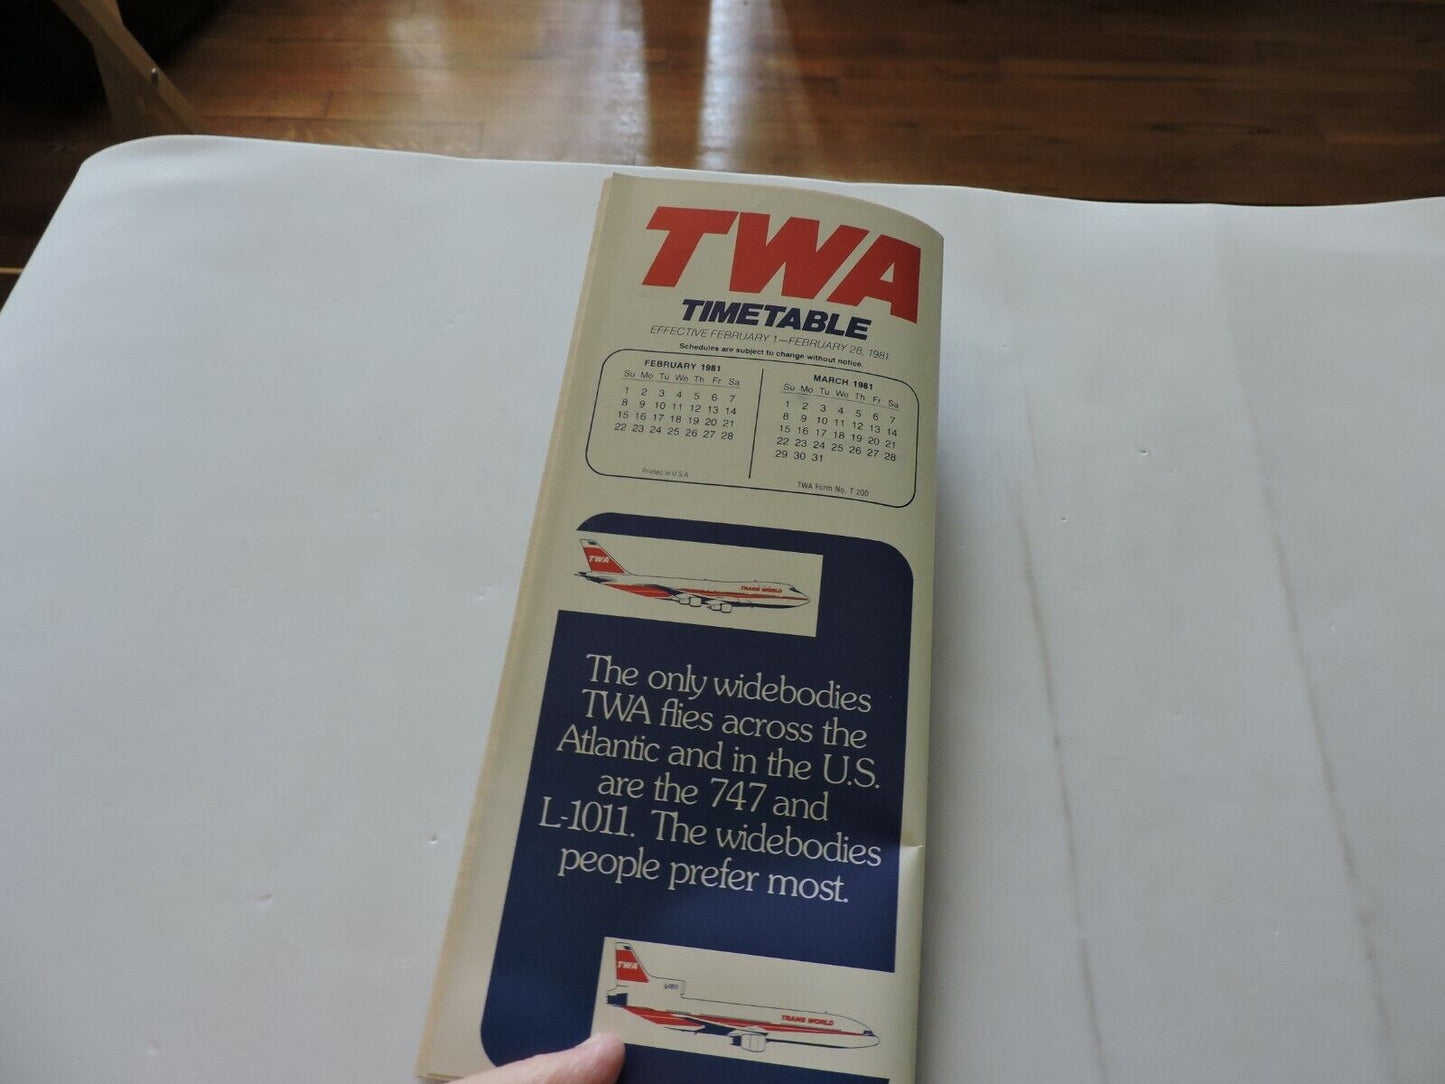 TWA
TIMETABLE
EFFECTIVE FEBRUARY 1—FEBRUARY 28, 1981
Schedules are subject to change without notice.
FEBRUARY 1981
Su Mo Tu We Th Fr Sa
1 2 3 4 5 6 7
8 9 10 11 12 13 14
15 16 17 18 19 20 21
22 23 24 25 26 27 28
Printed in U.S.A.
MARCH 1981
Su Mo Tu We Th Fr Sa
1 2 3 4 5 6 7
8 9 10 11 12 13 14
15 16 17 18 19 20 21
22 23 24 25 26 27 28
29 30 31
TWA Form No. T 200
TWA
TRANS WORLD
The only widebodies
TWA flies across the
Atlantic and in the U.S.
are the 747 and
L-1011. The widebodies
people prefer most.
TWA
L-1011
TRANS WORLD